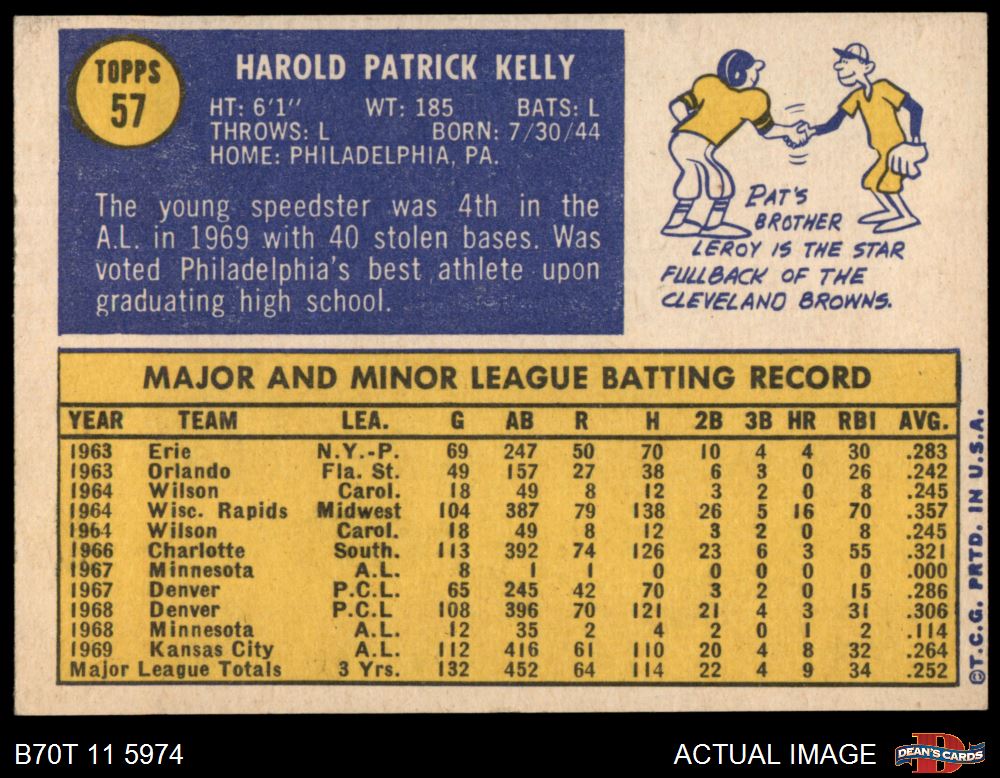 TOPPS
57
HAROLD PATRICK KELLY
HT: 6'1" WT: 185 BATS: L
THROWS: L BORN: 7/30/44
HOME: PHILADELPHIA, PA.
The young speedster was 4th in the
A.L. in 1969 with 40 stolen bases. Was
voted Philadelphia's best athlete upon
graduating high school.
PAT'S
BROTHER
LEROY IS THE STAR
FULLBACK OF THE
CLEVELAND BROWNS.
MAJOR AND MINOR LEAGUE BATTING RECORD
YEAR TEAM LEA. G AB R H 2B 3B HR RBI AVG.
1963 Erie N.Y.-P. 69 247 50 70 10 4 4 30 .283
1963 Orlando Fla. St. 49 157 27 38 6 3 0 26 .242
1964 Wilson Carol. 18 49 8 12 3 2 0 8 .245
1964 Wisc. Rapids Midwest 104 387 79 138 26 5 16 70 .357
1964 Wilson Carol. 18 49 8 12 3 2 0 8 .245
1966 Charlotte South. 113 392 74 126 23 6 3 55 .321
1967 Minnesota A.L. 8 1 1 0 0 0 0 0 .000
1967 Denver P.C.L. 65 245 42 70 3 2 0 15 .286
1968 Denver P.C.L 108 396 70 121 21 4 3 31 .306
1968 Minnesota A.L. 12 35 2 4 2 0 1 2 .114
1969 Kansas City A.L. 112 416 61 110 20 4 8 32 .264
Major League Totals 3 Yrs. 132 452 64 114 22 4 9 34 .252
©T.C.G. PRTD. IN U.S.A.
B70T 11 5974
ACTUAL IMAGE
D
DEAN'S CARDS